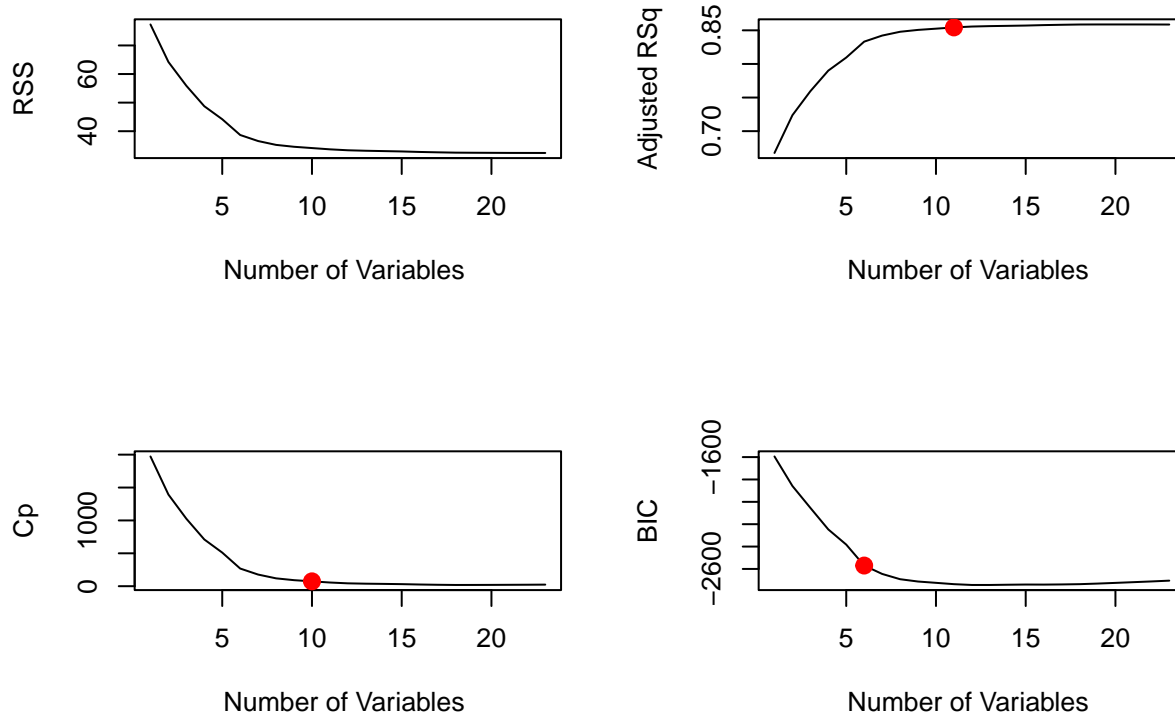 RSS
40 60
5 10 15 20
Number of Variables
Adjusted RSq
0.70 0.85
5 10 15 20
Number of Variables
Cp
0 1000
5 10 15 20
Number of Variables
BIC
−2600 −1600
5 10 15 20
Number of Variables